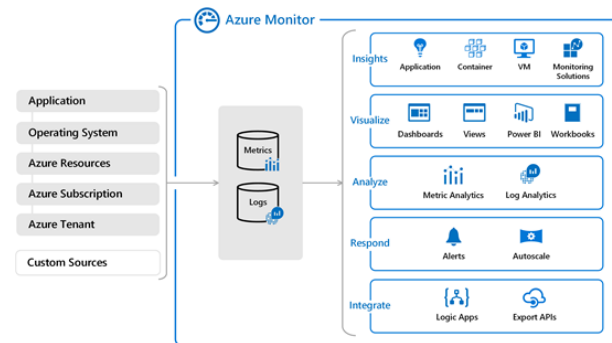 Azure Monitor
Application
Operating System
Azure Resources
Azure Subscription
Azure Tenant
Custom Sources
Metrics
Logs
Insights
Application
Container
VM
Monitoring
Solutions
Visualize
Dashboards
Views
Power BI
Workbooks
Analyze
Metric Analytics
Log Analytics
Respond
Alerts
Autoscale
Integrate
Logic Apps
Export APIs